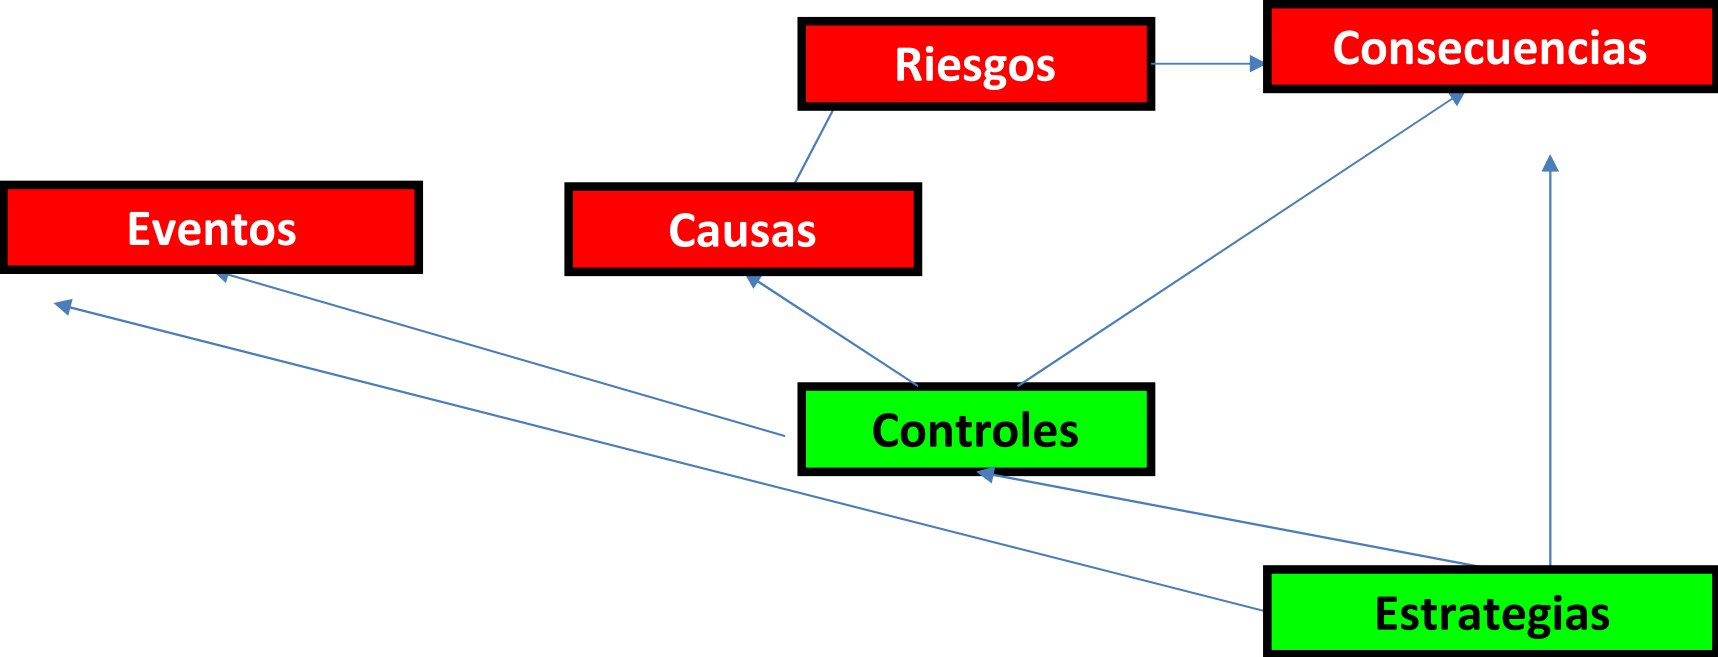 Riesgos
Consecuencias
Eventos
Causas
Controles
Estrategias